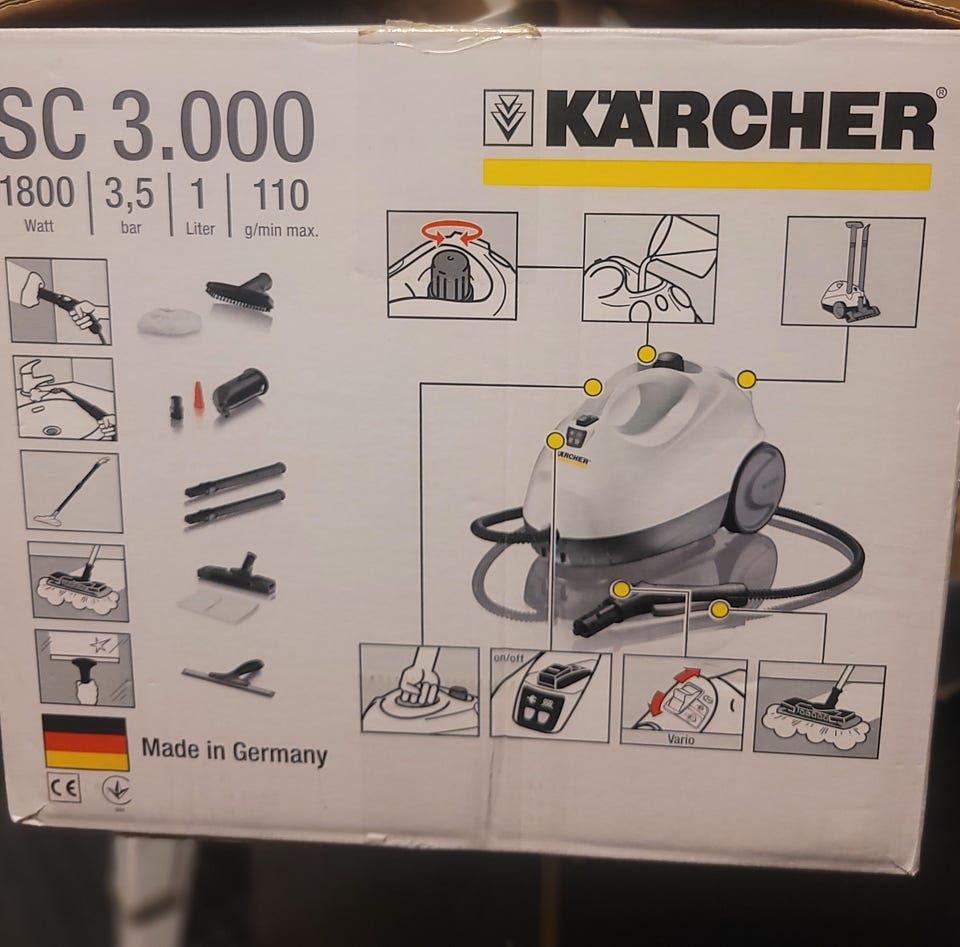 SC 3.000
1800 Watt
3,5 bar
1 Liter
110 g/min max.
KÄRCHER®
KÄRCHER
on/off
Vario
Made in Germany
CE